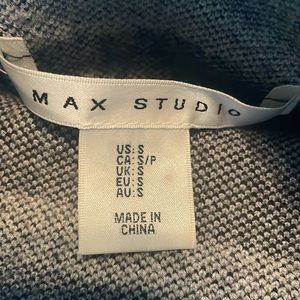 MAX STUDIO
US: S
CA: S/P
UK: S
EU: S
AU: S
MADE IN
CHINA